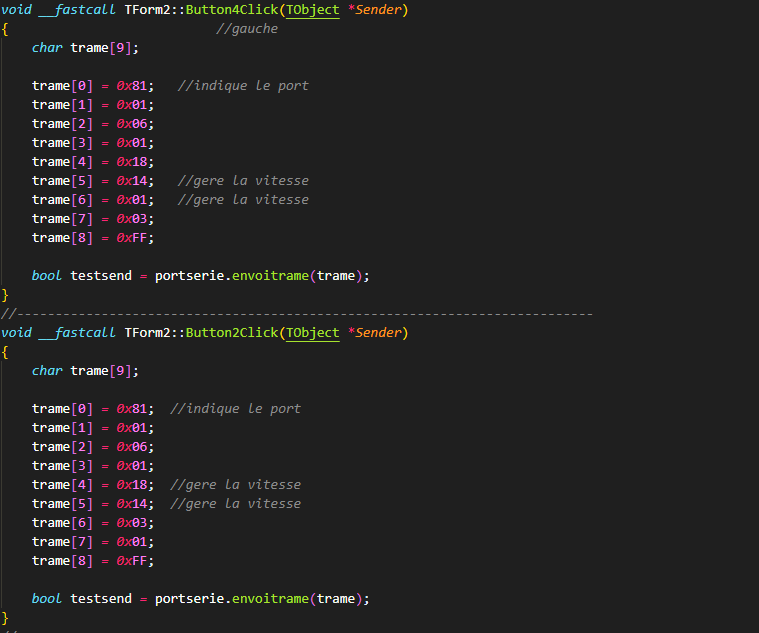 void __fastcall TForm2::Button4Click(TObject *Sender)
{                           //gauche
    char trame[9];

    trame[0] = 0x81;   //indique le port
    trame[1] = 0x01;
    trame[2] = 0x06;
    trame[3] = 0x01;
    trame[4] = 0x18;
    trame[5] = 0x14;   //gere la vitesse
    trame[6] = 0x01;   //gere la vitesse
    trame[7] = 0x03;
    trame[8] = 0xFF;

    bool testsend = portserie.envoitrame(trame);
}
//---------------------------------------------------------------------------
void __fastcall TForm2::Button2Click(TObject *Sender)
{
    char trame[9];

    trame[0] = 0x81;  //indique le port
    trame[1] = 0x01;
    trame[2] = 0x06;
    trame[3] = 0x01;
    trame[4] = 0x18;  //gere la vitesse
    trame[5] = 0x14;  //gere la vitesse
    trame[6] = 0x03;
    trame[7] = 0x01;
    trame[8] = 0xFF;

    bool testsend = portserie.envoitrame(trame);
}